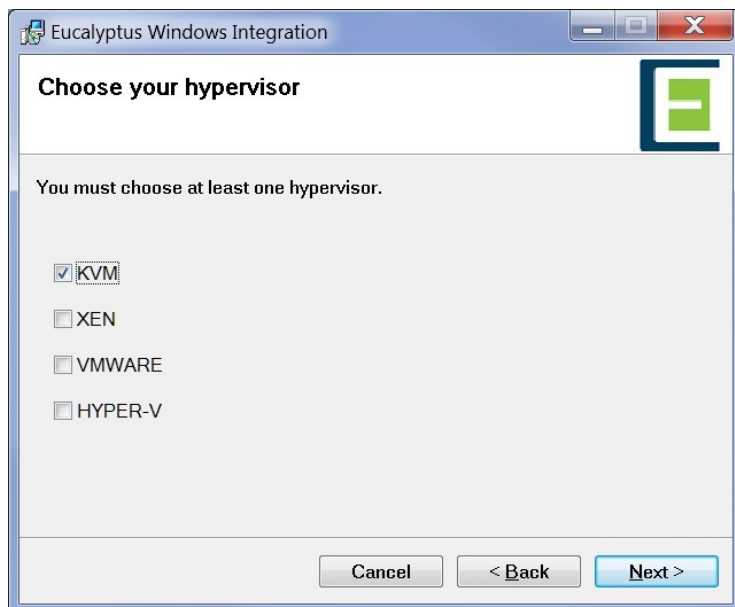 Eucalyptus Windows Integration
Choose your hypervisor
You must choose at least one hypervisor.
KVM
XEN
VMWARE
HYPER-V
Cancel < Back Next >